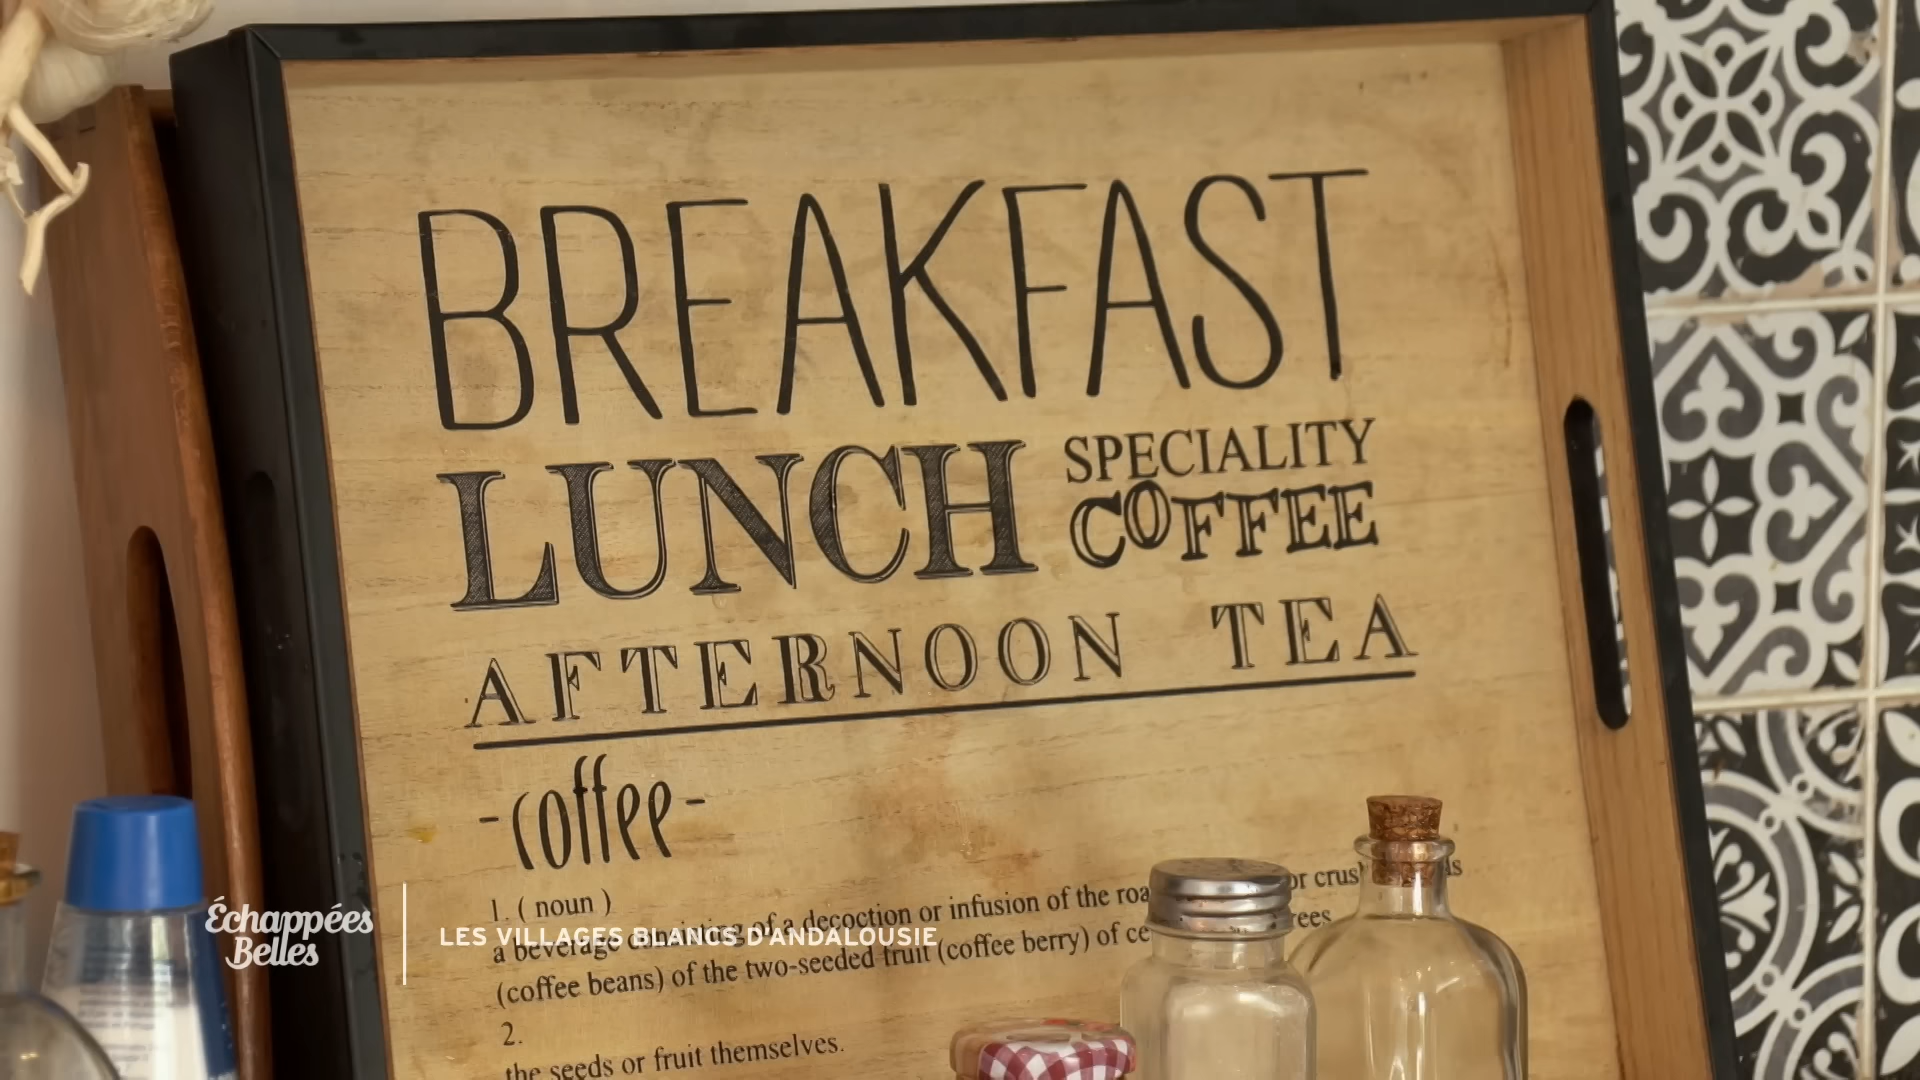 BREAKFAST
LUNCH
SPECIALITY
COFFEE
AFTERNOON TEA
-coffee-
1. ( noun )
a beverage consisting of a decoction or infusion of the or
(coffee beans) of the two-seeded fruit (coffee berry) of
2.
the seeds or fruit themselves.
Échappées
Belles
LES VILLAGES BLANCS D'ANDALOUSIE